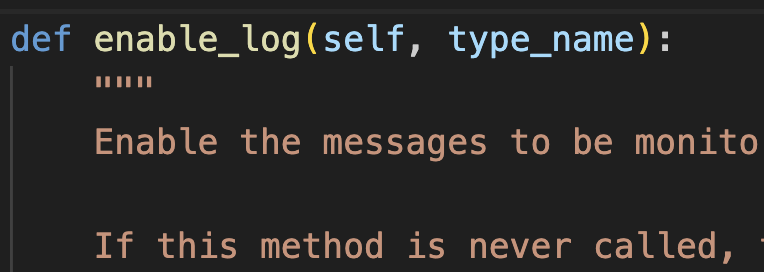 def enable_log(self, type_name):
"""
Enable the messages to be monito
If this method is never called,